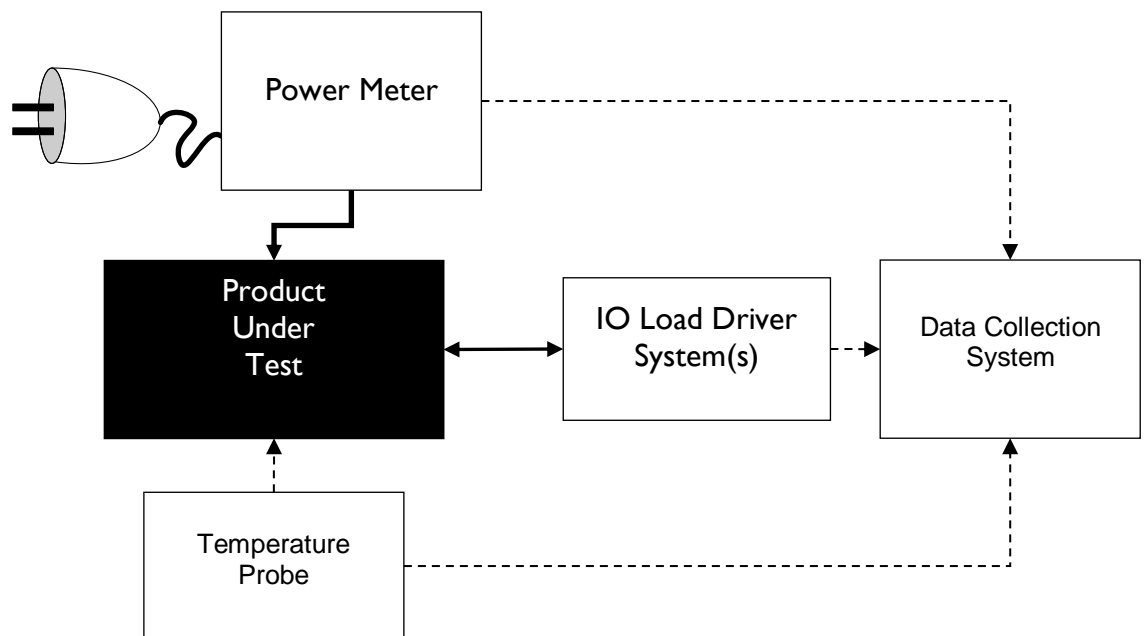 Power Meter
Product
Under
Test
IO Load Driver
System(s)
Data Collection
System
Temperature
Probe